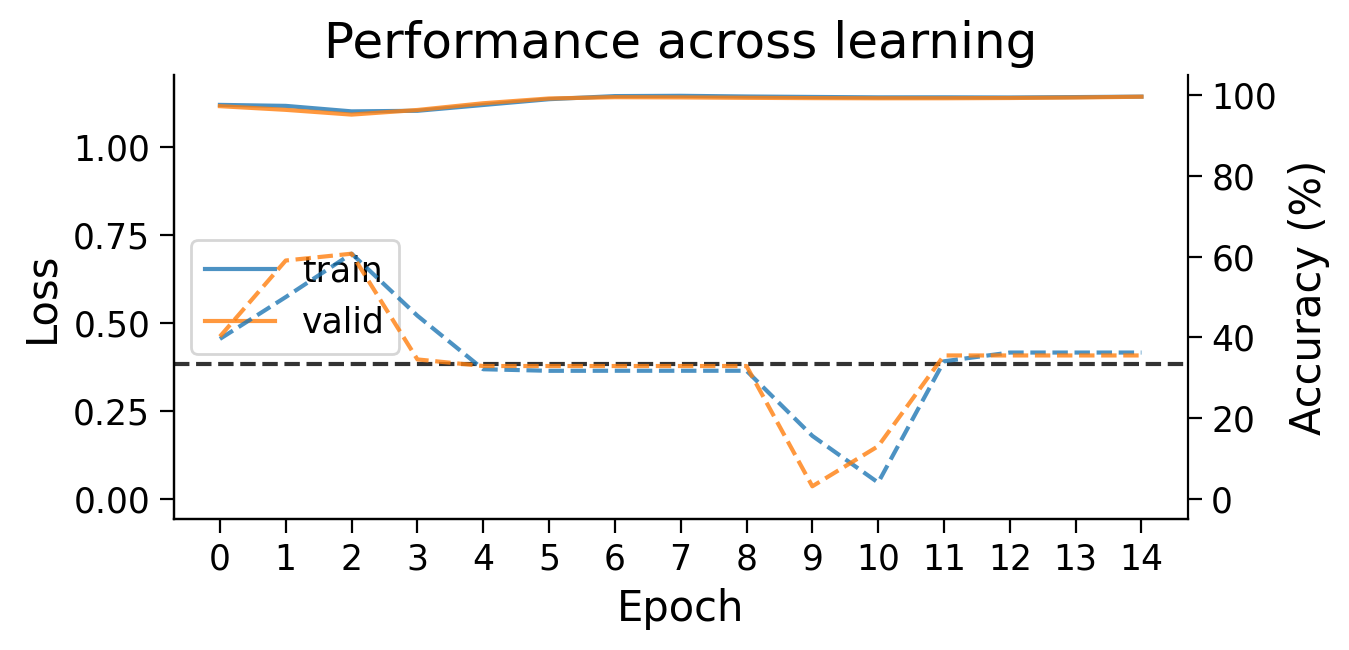 Performance across learning
Loss
1.00
0.75
0.50
0.25
0.00
train
valid
100
80
60
40
20
0
Accuracy (%)
0 1 2 3 4 5 6 7 8 9 10 11 12 13 14
Epoch